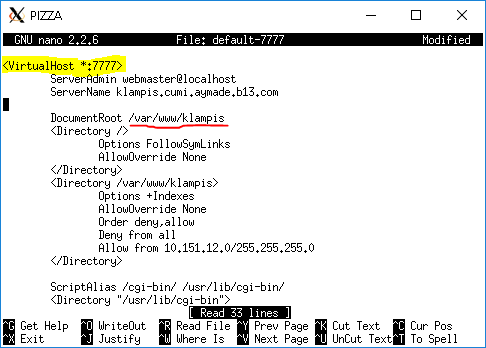 PIZZA
GNU nano 2.2.6 File: default-7777 Modified
<VirtualHost *:7777>
ServerAdmin webmaster@localhost
ServerName klampis.cumi.aymade.b13.com
DocumentRoot /var/www/klampis
<Directory />
Options FollowSymLinks
AllowOverride None
</Directory>
<Directory /var/www/klampis>
Options +Indexes
AllowOverride None
Order deny,allow
Deny from all
Allow from 10.151.12.0/255.255.255.0
</Directory>
ScriptAlias /cgi-bin/ /usr/lib/cgi-bin/
<Directory "/usr/lib/cgi-bin">
[ Read 33 lines ]
^G Get Help ^O WriteOut ^R Read File ^Y Prev Page ^K Cut Text ^C Cur Pos
^X Exit ^J Justify ^W Where Is ^V Next Page ^U UnCut Text ^T To Spell